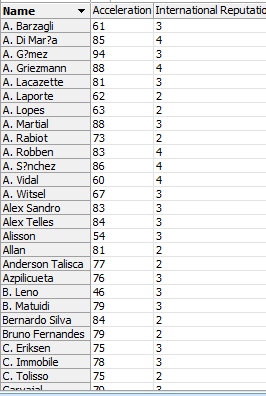 Name Acceleration International Reputatio
A. Barzagli 61 3
A. Di Mar?a 85 4
A. G?mez 94 3
A. Griezmann 88 4
A. Lacazette 81 3
A. Laporte 62 2
A. Lopes 63 2
A. Martial 88 3
A. Rabiot 73 2
A. Robben 83 4
A. S?nchez 86 4
A. Vidal 60 4
A. Witsel 67 3
Alex Sandro 83 3
Alex Telles 84 3
Alisson 54 3
Allan 81 2
Anderson Talisca 77 2
Azpilicueta 76 3
B. Leno 46 3
B. Matuidi 79 3
Bernardo Silva 84 2
Bruno Fernandes 79 2
C. Eriksen 75 3
C. Immobile 78 3
C. Tolisso 75 2
Carvajal 79 3